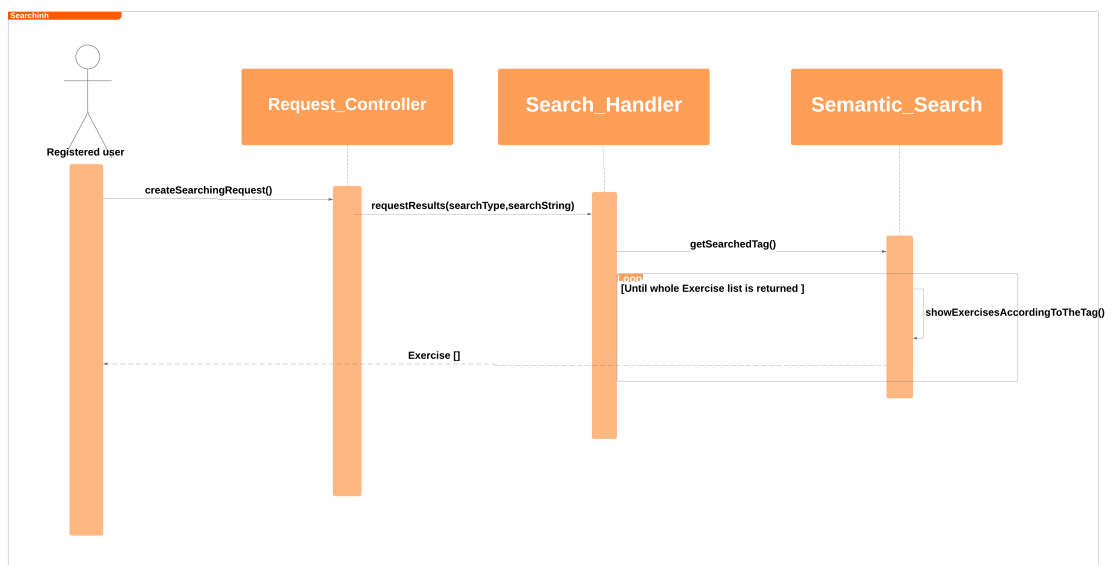 Searchinh
Registered user
Request_Controller
Search_Handler
Semantic_Search
createSearchingRequest()
requestResults(searchType,searchString)
getSearchedTag()
Loop
[Until whole Exercise list is returned ]
showExercisesAccordingToTheTag()
Exercise []